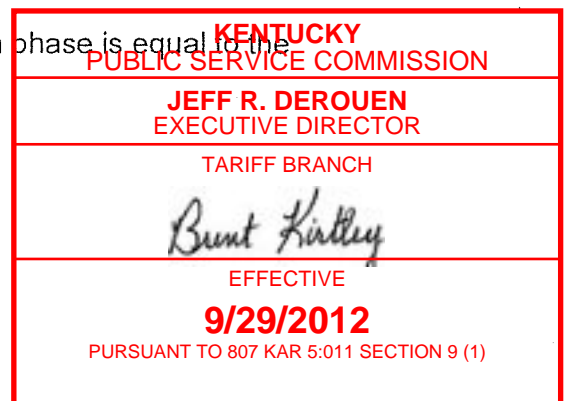 phase is equal to the
KENTUCKY
PUBLIC SERVICE COMMISSION
JEFF R. DEROUEN
EXECUTIVE DIRECTOR
TARIFF BRANCH
Bunt Kirtley
EFFECTIVE
9/29/2012
PURSUANT TO 807 KAR 5:011 SECTION 9 (1)